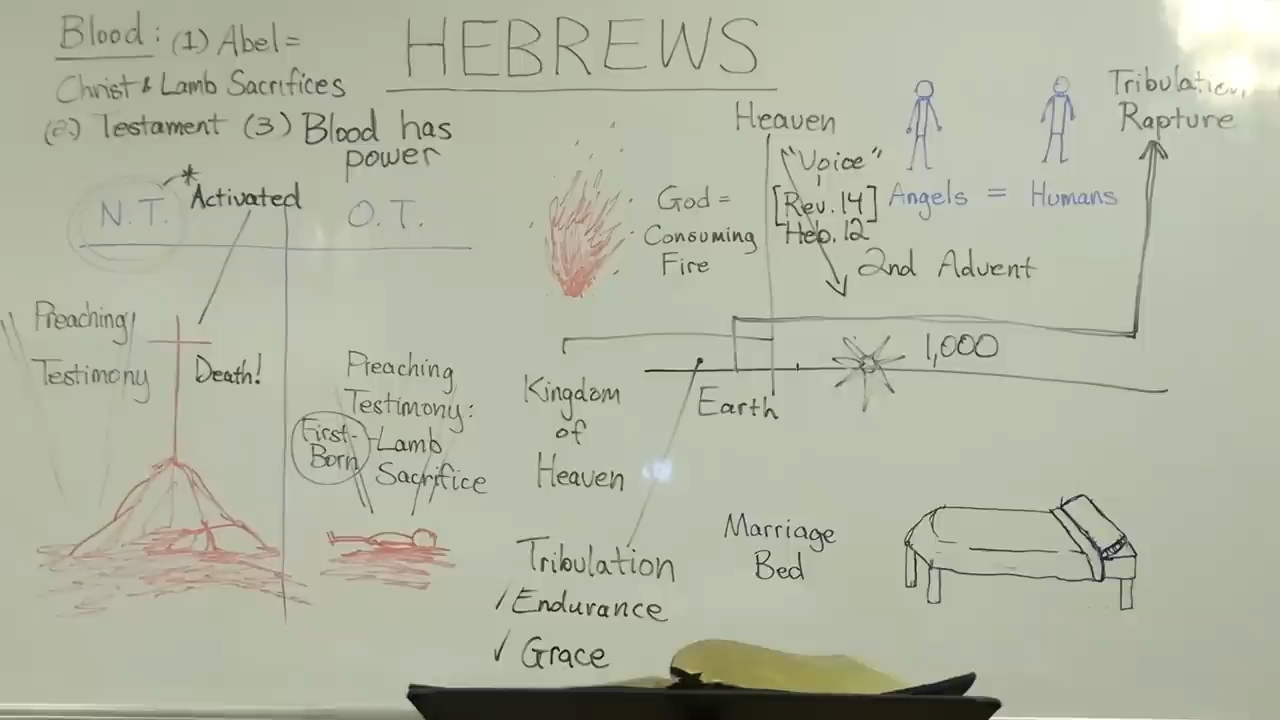 HEBREWS
Blood: (1) Abel =
Christ & Lamb Sacrifices
(2) Testament (3) Blood has
power
N.T.
*Activated
O.T.
Preaching
Testimony
Death!
Preaching
Testimony:
First-
Born
Lamb
Sacrifice
God =
Consuming
Fire
Heaven
"Voice"
[Rev. 14]
Heb. 12
2nd Advent
Angels = Humans
Tribulation
Rapture
1,000
Earth
Kingdom
of
Heaven
Tribulation
/ Endurance
✓ Grace
Marriage
Bed